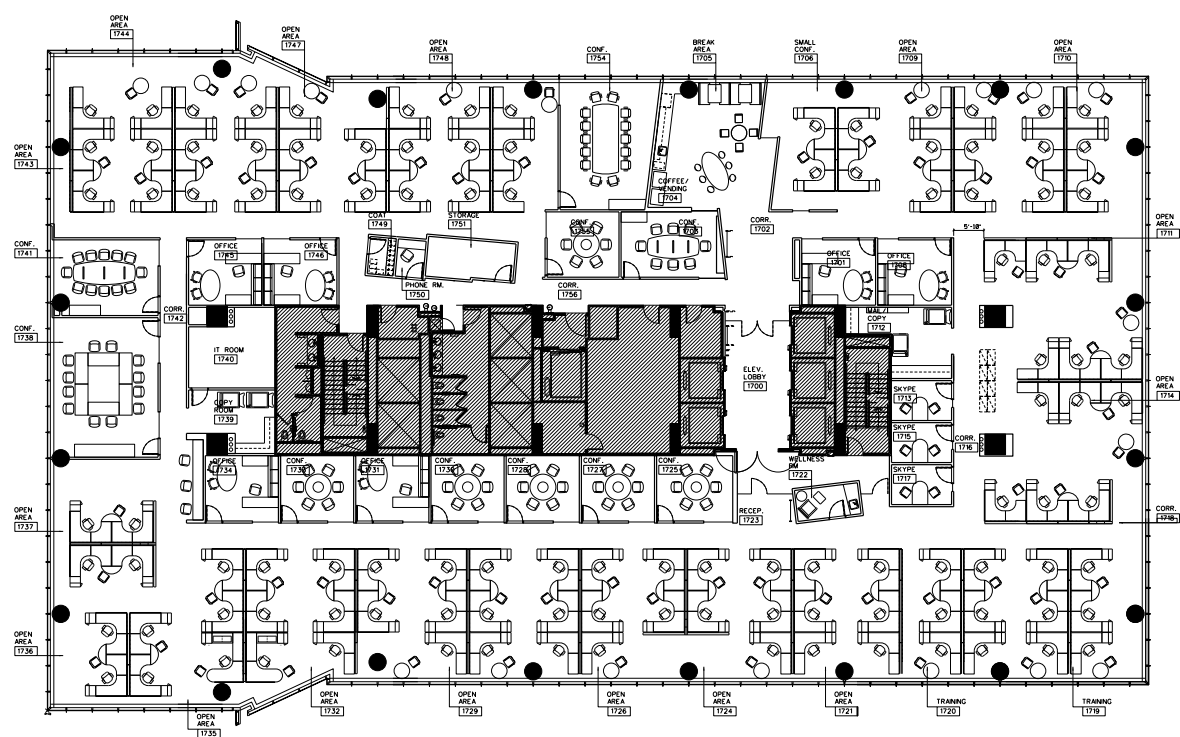 OPEN
AREA
1744
OPEN
AREA
1747
OPEN
AREA
1748
CONF.
1754
BREAK
AREA
1705
SMALL
CONF.
1706
OPEN
AREA
1709
OPEN
AREA
1710
OPEN
AREA
1743
COFFEE/
VENDING
1704
COAT
1749
STORAGE
1751
CONF.
CONF.
1703
CORR.
1702
5'-10"
OPEN
AREA
1711
CONF.
1741
OFFICE
1745
OFFICE
1746
OFFICE
1701
OFFICE
PHONE RM.
1750
CORR.
1756
CORR.
1742
MAIL/
COPY
1712
CONF.
1738
IT ROOM
1740
ELEV.
LOBBY
1700
OPEN
AREA
1714
SKYPE
1713
COPY
ROOM
1739
SKYPE
1715
CORR.
1716
OFFICE
1734
CONF.
OFFICE
1731
CONF.
CONF.
1728
CONF.
1727
CONF.
1725
WELLNESS
RM
1722
SKYPE
1717
OPEN
AREA
1737
RECEP.
1723
CORR.
1718
OPEN
AREA
1736
OPEN
AREA
1735
OPEN
AREA
1732
OPEN
AREA
1729
OPEN
AREA
1726
OPEN
AREA
1724
OPEN
AREA
1721
TRAINING
1720
TRAINING
1719